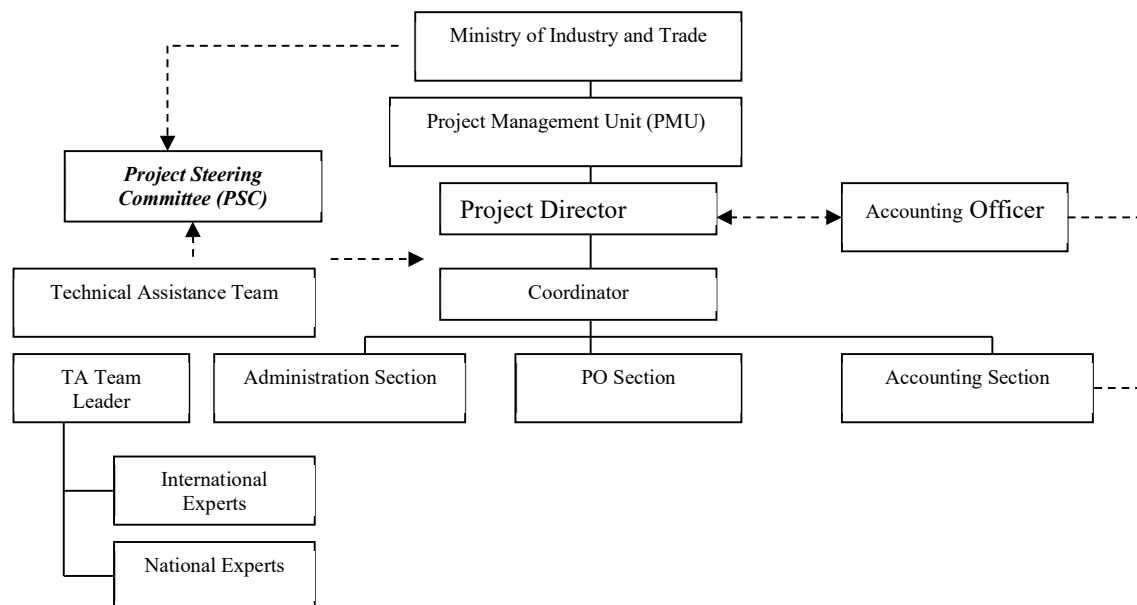 Ministry of Industry and Trade
Project Management Unit (PMU)
Project Steering
Committee (PSC)
Project Director
Accounting Officer
Technical Assistance Team
Coordinator
TA Team
Leader
Administration Section
PO Section
Accounting Section
International
Experts
National Experts